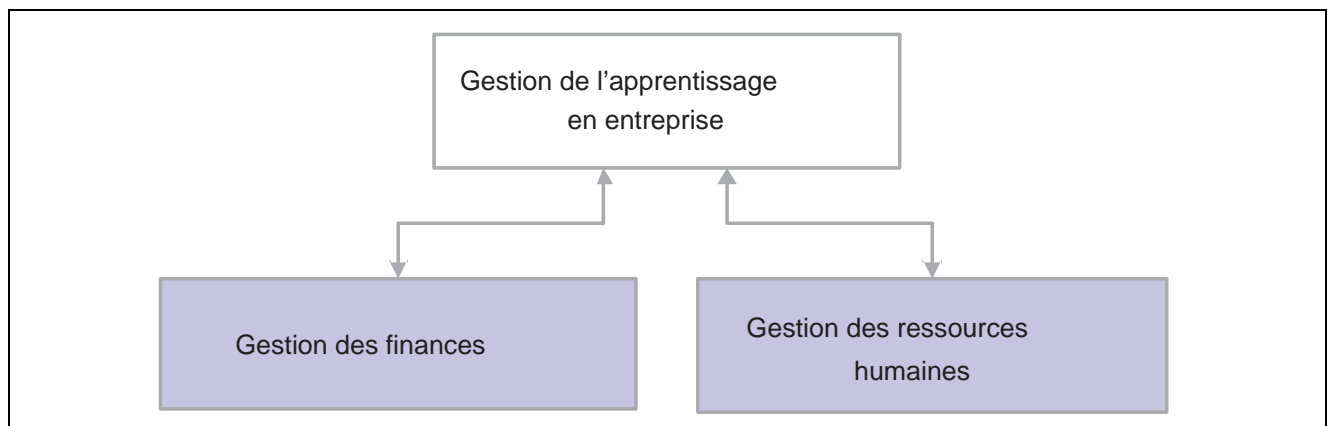 Gestion de l’apprentissage
en entreprise
Gestion des finances
Gestion des ressources
humaines